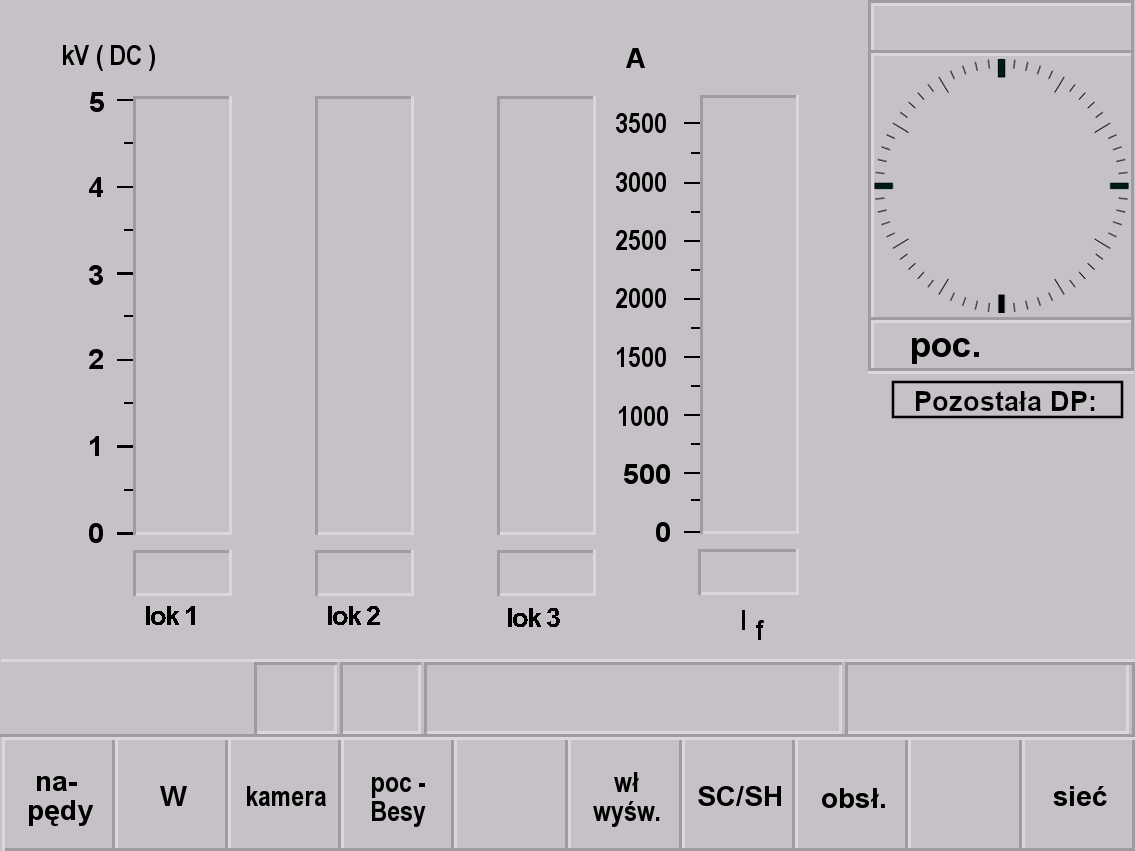 kV ( DC )
A
5
4
3
2
1
0
3500
3000
2500
2000
1500
1000
500
0
lok 1
lok 2
lok 3
I f
poc.
Pozostała DP:
na-
pędy
W
kamera
poc -
Besy
wł
wyśw.
SC/SH
obsł.
sieć